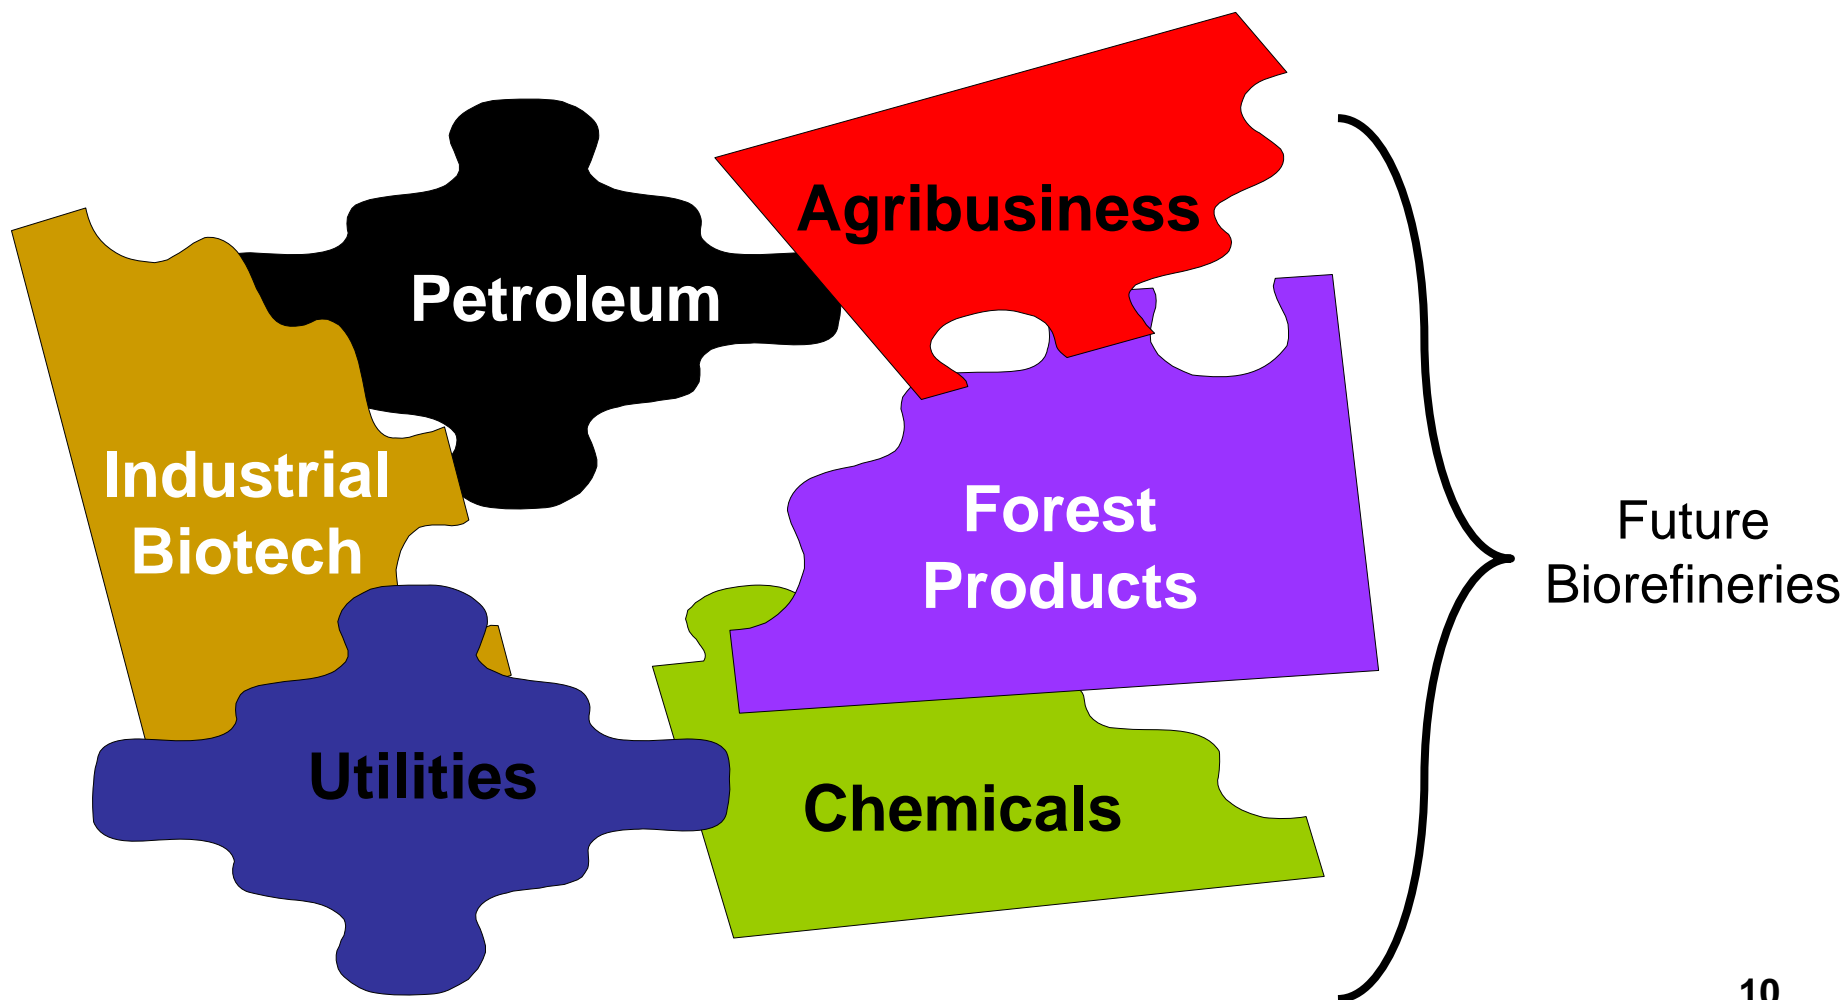 Agribusiness
Petroleum
Industrial
Biotech
Forest
Products
Utilities
Chemicals
Future
Biorefineries
10